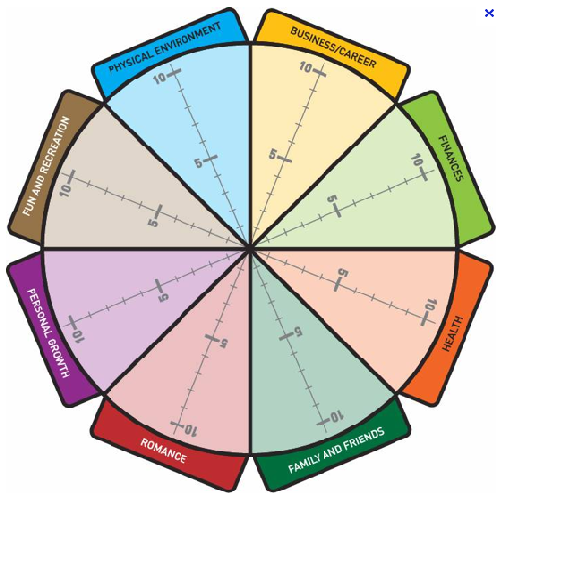 PHYSICAL ENVIRONMENT
BUSINESS/CAREER
FINANCES
HEALTH
FAMILY AND FRIENDS
ROMANCE
PERSONAL GROWTH
FUN AND RECREATION
10
5
10
5
10
5
10
5
10
5
10
5
10
5
10
5